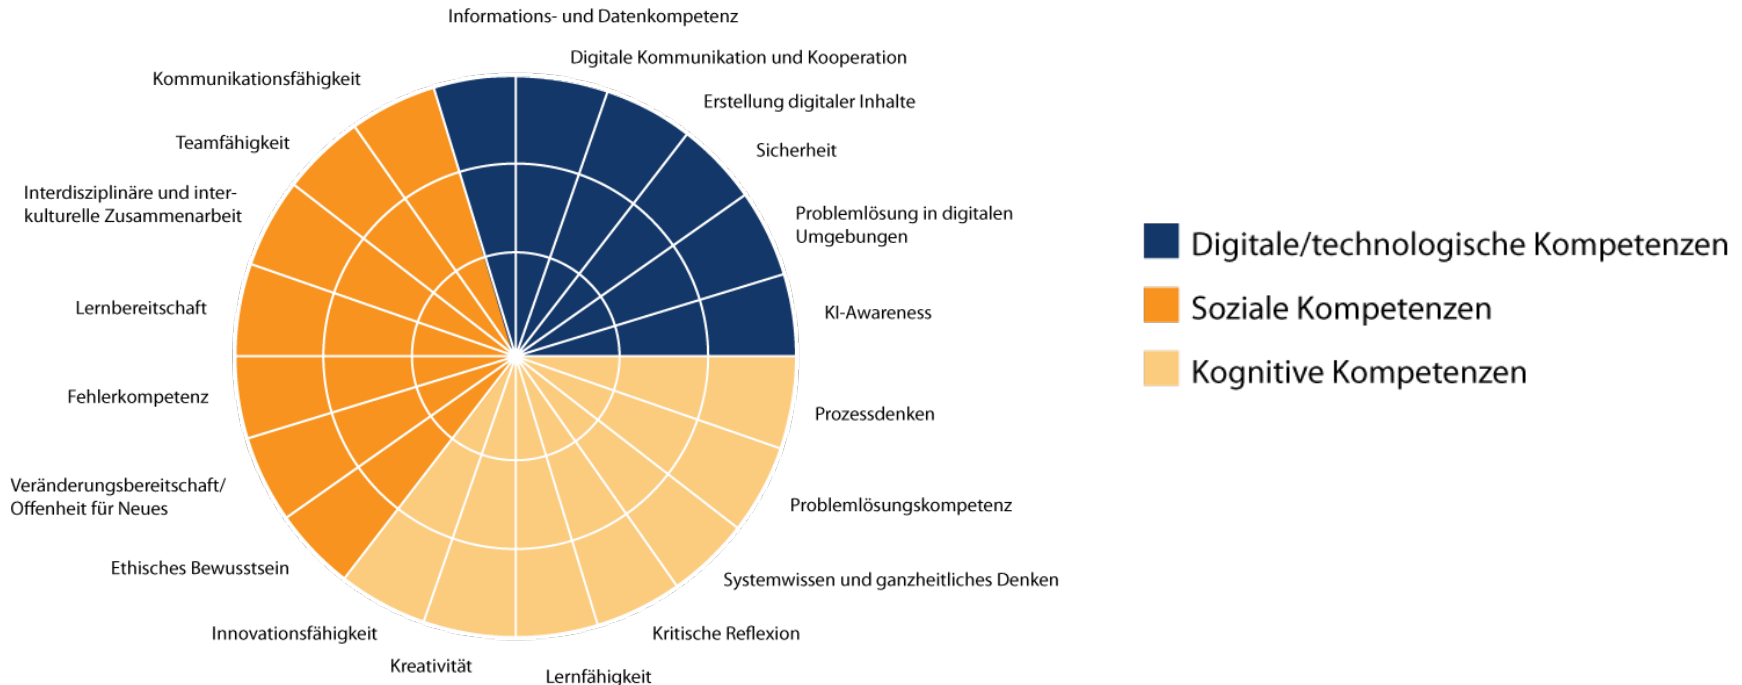 Informations- und Datenkompetenz
Digitale Kommunikation und Kooperation
Erstellung digitaler Inhalte
Sicherheit
Problemlösung in digitalen
Umgebungen
KI-Awareness
Prozessdenken
Problemlösungskompetenz
Systemwissen und ganzheitliches Denken
Kritische Reflexion
Lernfähigkeit
Kreativität
Innovationsfähigkeit
Ethisches Bewusstsein
Veränderungsbereitschaft/
Offenheit für Neues
Fehlerkompetenz
Lernbereitschaft
Interdisziplinäre und inter-
kulturelle Zusammenarbeit
Teamfähigkeit
Kommunikationsfähigkeit
Digitale/technologische Kompetenzen
Soziale Kompetenzen
Kognitive Kompetenzen